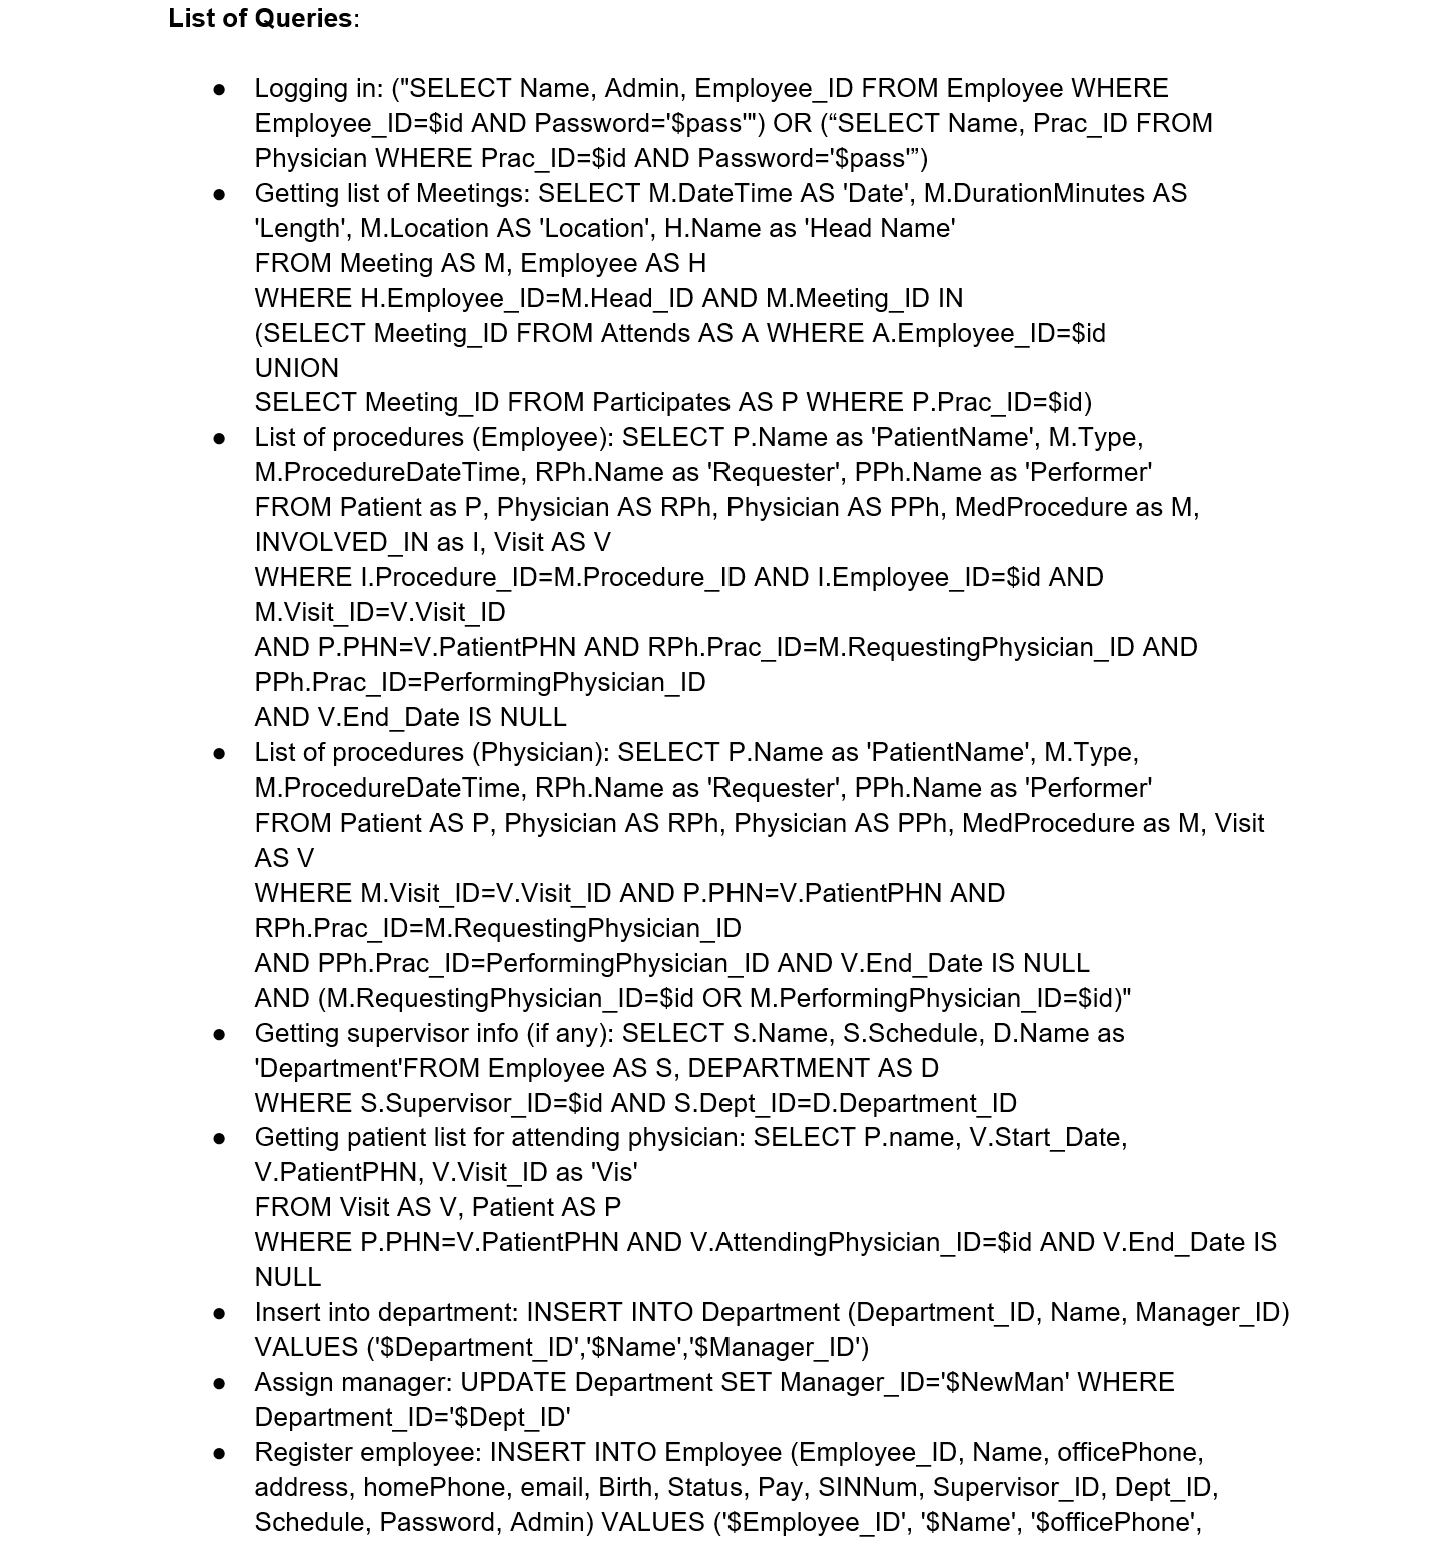 List of Queries:
● Logging in: ("SELECT Name, Admin, Employee_ID FROM Employee WHERE
Employee_ID=$id AND Password='$pass'") OR (“SELECT Name, Prac_ID FROM
Physician WHERE Prac_ID=$id AND Password='$pass'”)
● Getting list of Meetings: SELECT M.DateTime AS 'Date', M.DurationMinutes AS
'Length', M.Location AS 'Location', H.Name as 'Head Name'
FROM Meeting AS M, Employee AS H
WHERE H.Employee_ID=M.Head_ID AND M.Meeting_ID IN
(SELECT Meeting_ID FROM Attends AS A WHERE A.Employee_ID=$id
UNION
SELECT Meeting_ID FROM Participates AS P WHERE P.Prac_ID=$id)
● List of procedures (Employee): SELECT P.Name as 'PatientName', M.Type,
M.ProcedureDateTime, RPh.Name as 'Requester', PPh.Name as 'Performer'
FROM Patient as P, Physician AS RPh, Physician AS PPh, MedProcedure as M,
INVOLVED_IN as I, Visit AS V
WHERE I.Procedure_ID=M.Procedure_ID AND I.Employee_ID=$id AND
M.Visit_ID=V.Visit_ID
AND P.PHN=V.PatientPHN AND RPh.Prac_ID=M.RequestingPhysician_ID AND
PPh.Prac_ID=PerformingPhysician_ID
AND V.End_Date IS NULL
● List of procedures (Physician): SELECT P.Name as 'PatientName', M.Type,
M.ProcedureDateTime, RPh.Name as 'Requester', PPh.Name as 'Performer'
FROM Patient AS P, Physician AS RPh, Physician AS PPh, MedProcedure as M, Visit
AS V
WHERE M.Visit_ID=V.Visit_ID AND P.PHN=V.PatientPHN AND
RPh.Prac_ID=M.RequestingPhysician_ID
AND PPh.Prac_ID=PerformingPhysician_ID AND V.End_Date IS NULL
AND (M.RequestingPhysician_ID=$id OR M.PerformingPhysician_ID=$id)"
● Getting supervisor info (if any): SELECT S.Name, S.Schedule, D.Name as
'Department'FROM Employee AS S, DEPARTMENT AS D
WHERE S.Supervisor_ID=$id AND S.Dept_ID=D.Department_ID
● Getting patient list for attending physician: SELECT P.name, V.Start_Date,
V.PatientPHN, V.Visit_ID as 'Vis'
FROM Visit AS V, Patient AS P
WHERE P.PHN=V.PatientPHN AND V.AttendingPhysician_ID=$id AND V.End_Date IS
NULL
● Insert into department: INSERT INTO Department (Department_ID, Name, Manager_ID)
VALUES ('$Department_ID','$Name','$Manager_ID')
● Assign manager: UPDATE Department SET Manager_ID='$NewMan' WHERE
Department_ID='$Dept_ID'
● Register employee: INSERT INTO Employee (Employee_ID, Name, officePhone,
address, homePhone, email, Birth, Status, Pay, SINNum, Supervisor_ID, Dept_ID,
Schedule, Password, Admin) VALUES ('$Employee_ID', '$Name', '$officePhone',